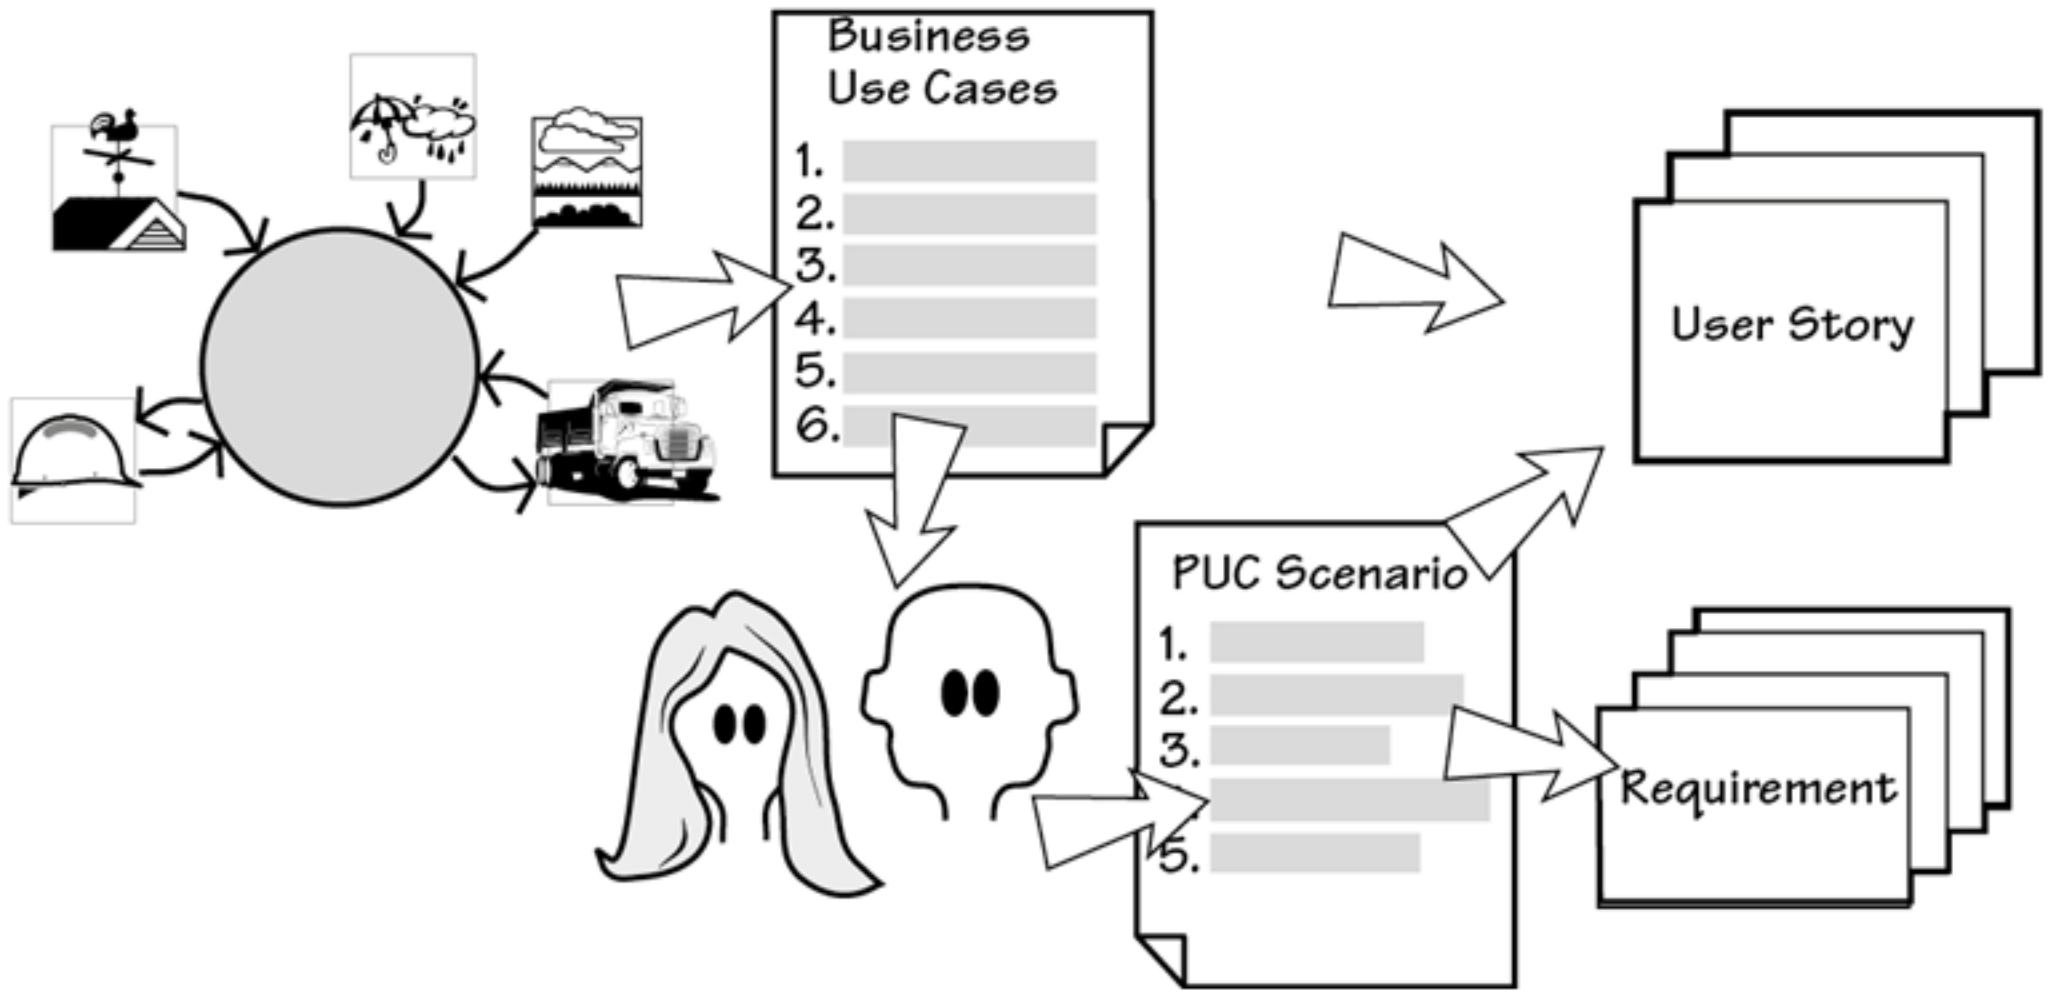 Business
Use Cases
1.
2.
3.
4.
5.
6.
User Story
PUC Scenario
1.
2.
3.
5.
Requirement